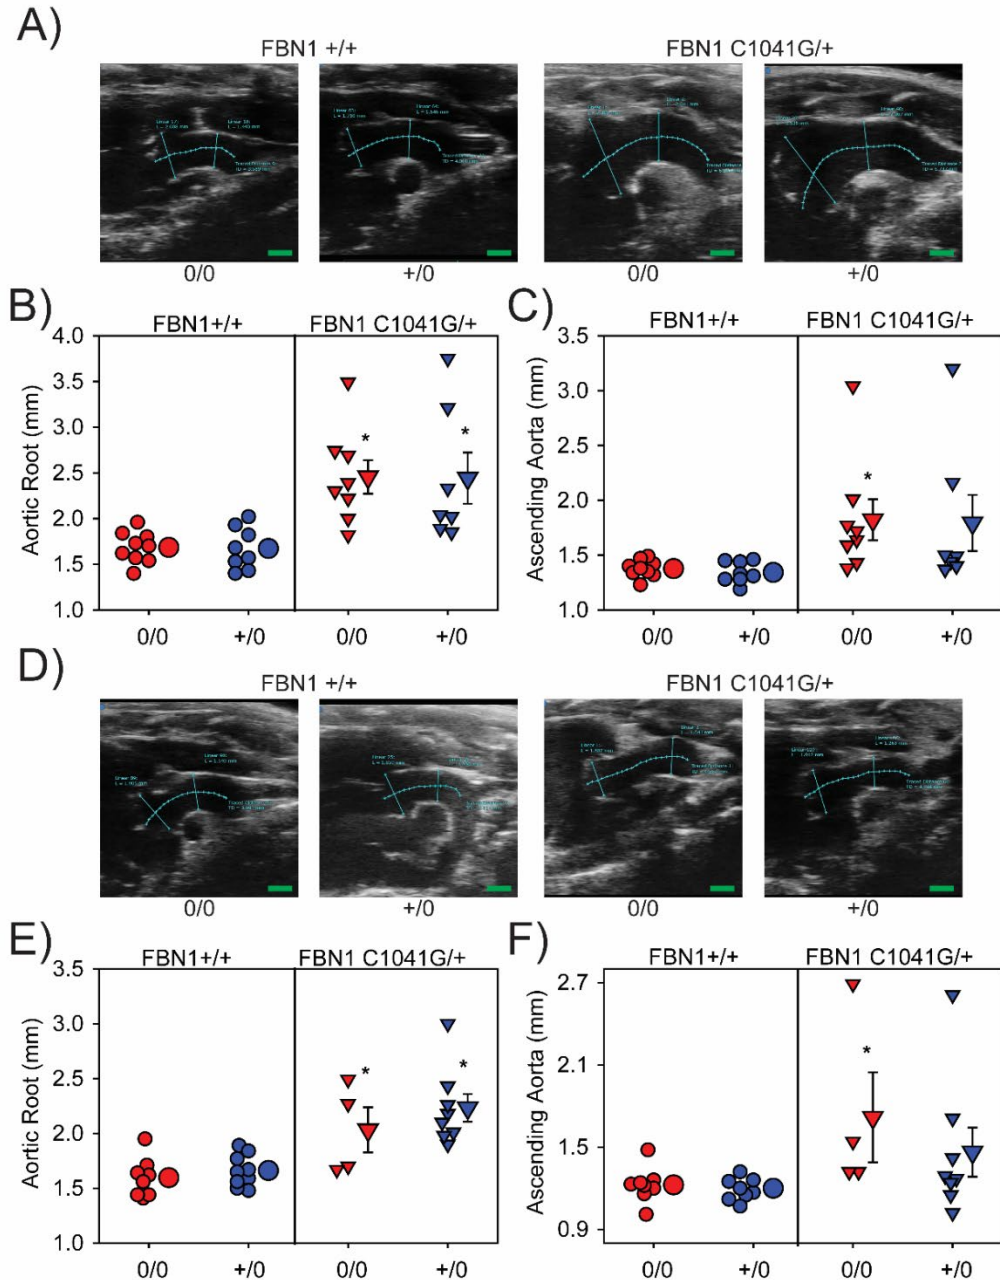 A)
FBN1 +/+
FBN1 C1041G/+
0/0
+/0
0/0
+/0
B)
FBN1+/+
FBN1 C1041G/+
Aortic Root (mm)
4.0
3.5
3.0
2.5
2.0
1.5
1.0
*
*
0/0
+/0
0/0
+/0
C)
FBN1+/+
FBN1 C1041G/+
Ascending Aorta (mm)
3.5
3.0
2.5
2.0
1.5
1.0
*
0/0
+/0
0/0
+/0
D)
FBN1 +/+
FBN1 C1041G/+
0/0
+/0
0/0
+/0
E)
FBN1+/+
FBN1 C1041G/+
Aortic Root (mm)
3.5
3.0
2.5
2.0
1.5
1.0
*
*
0/0
+/0
0/0
+/0
F)
FBN1+/+
FBN1 C1041G/+
Ascending Aorta (mm)
2.7
2.1
1.5
0.9
*
0/0
+/0
0/0
+/0